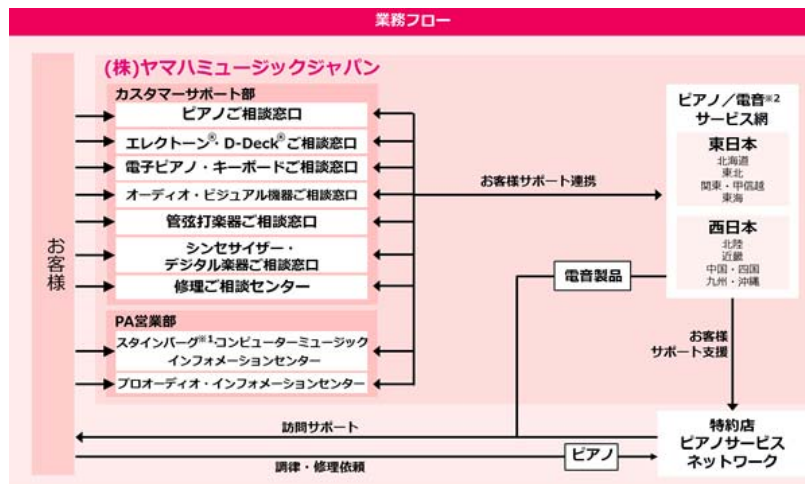 業務フロー
(株)ヤマハミュージックジャパン
カスタマーサポート部
ピアノご相談窓口
エレクトーン®・D-Deck®ご相談窓口
電子ピアノ・キーボードご相談窓口
オーディオ・ビジュアル機器ご相談窓口
管弦打楽器ご相談窓口
シンセサイザー・
デジタル楽器ご相談窓口
修理ご相談センター
PA営業部
スタインバーグ※1・コンピューターミュージック
インフォメーションセンター
プロオーディオ・インフォメーションセンター
お客様
お客様サポート連携
ピアノ/電音※2
サービス網
東日本
北海道
東北
関東・甲信越
東海
西日本
北陸
近畿
中国・四国
九州・沖縄
電音製品
お客様
サポート支援
訪問サポート
調律・修理依頼
ピアノ
特約店
ピアノサービス
ネットワーク